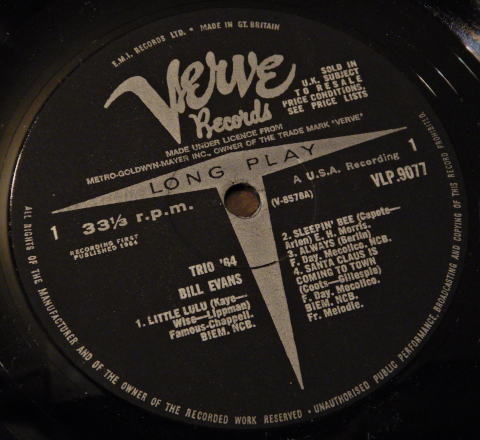 E.M.I. RECORDS LTD. • MADE IN GT. BRITAIN
Verve
Records
SOLD IN
U.K. SUBJECT
TO RESALE
PRICE CONDITIONS,
SEE PRICE LISTS
MADE UNDER LICENCE FROM
METRO-GOLDWYN-MAYER INC., OWNER OF THE TRADE MARK "VERVE"
LONG PLAY
1
33⅓ r.p.m.
RECORDING FIRST
PUBLISHED 1964
1
A U.S.A. Recording
VLP.9077
(V-8578A)
TRIO '64
BILL EVANS
1. LITTLE LULU (Kaye—
Wise—Lippman)
Famous-Chappell.
BIEM. NCB.
2. SLEEPIN' BEE (Capote—
Arlen) E. H. Morris.
3. ALWAYS (Berlin)
F. Day. Mecolico. NCB.
4. SANTA CLAUS IS
COMING TO TOWN
(Coots—Gillespie)
F. Day. Mecolico.
BIEM. NCB.
Fr. Melodic.
ALL RIGHTS OF THE MANUFACTURER AND OF THE OWNER OF THE RECORDED WORK RESERVED • UNAUTHORISED PUBLIC PERFORMANCE, BROADCASTING AND COPYING OF THIS RECORD PROHIBITED.